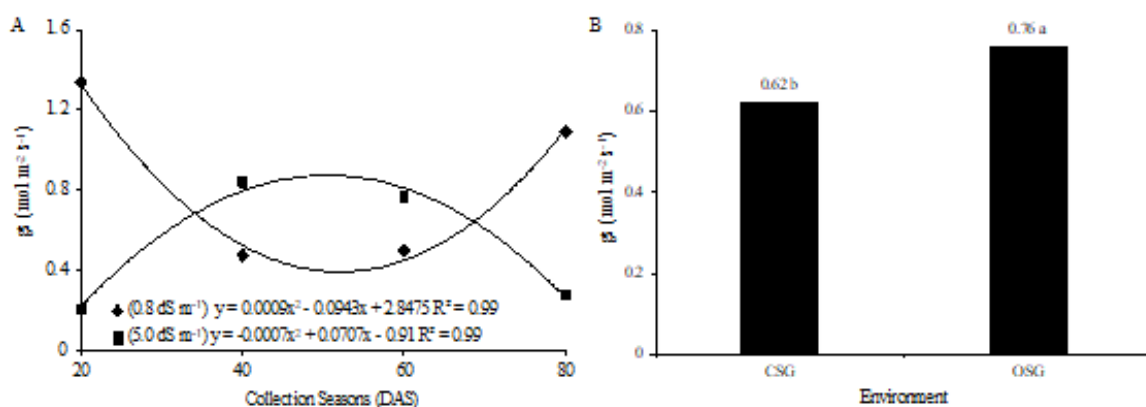 A
1.6
1.2
0.8
0.4
0
gs (mol m⁻² s⁻¹)
(0.8 dS m⁻¹) y = 0.0009x² - 0.0943x + 2.8475 R² = 0.99
(5.0 dS m⁻¹) y = -0.0007x² + 0.0707x - 0.91 R² = 0.99
20 40 60 80
Collection Seasons (DAS)
B
0.8
0.6
0.4
0.2
0
gs (mol m⁻² s⁻¹)
0.62 b
0.76 a
CSG OSG
Environment